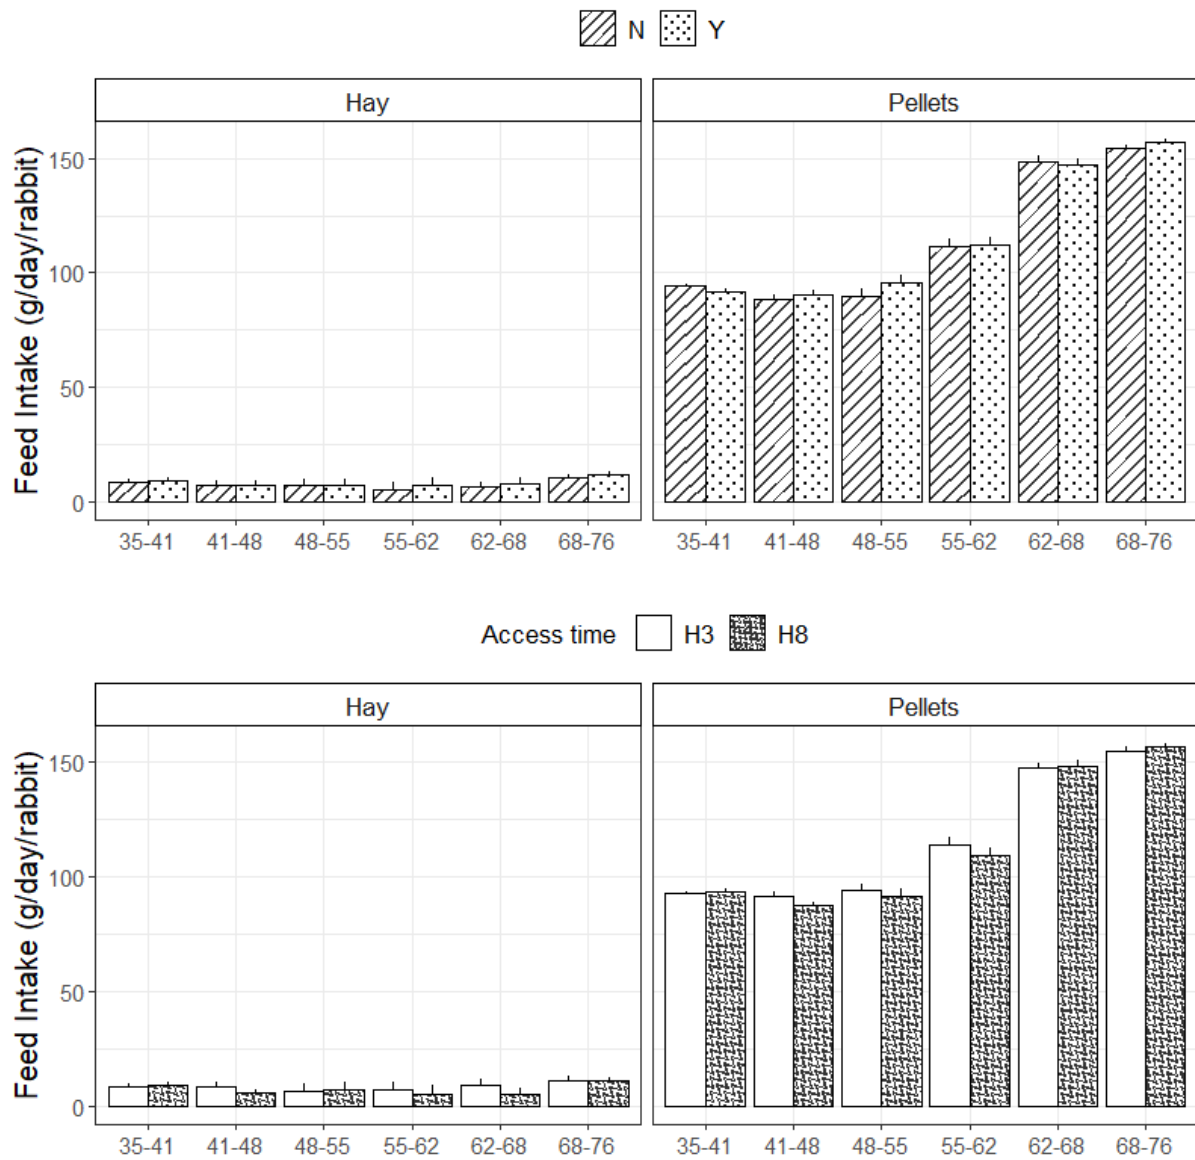 N Y
Hay Pellets
Feed Intake (g/day/rabbit)
150
100
50
0
35-41 41-48 48-55 55-62 62-68 68-76 35-41 41-48 48-55 55-62 62-68 68-76
Access time H3 H8
Hay Pellets
Feed Intake (g/day/rabbit)
150
100
50
0
35-41 41-48 48-55 55-62 62-68 68-76 35-41 41-48 48-55 55-62 62-68 68-76